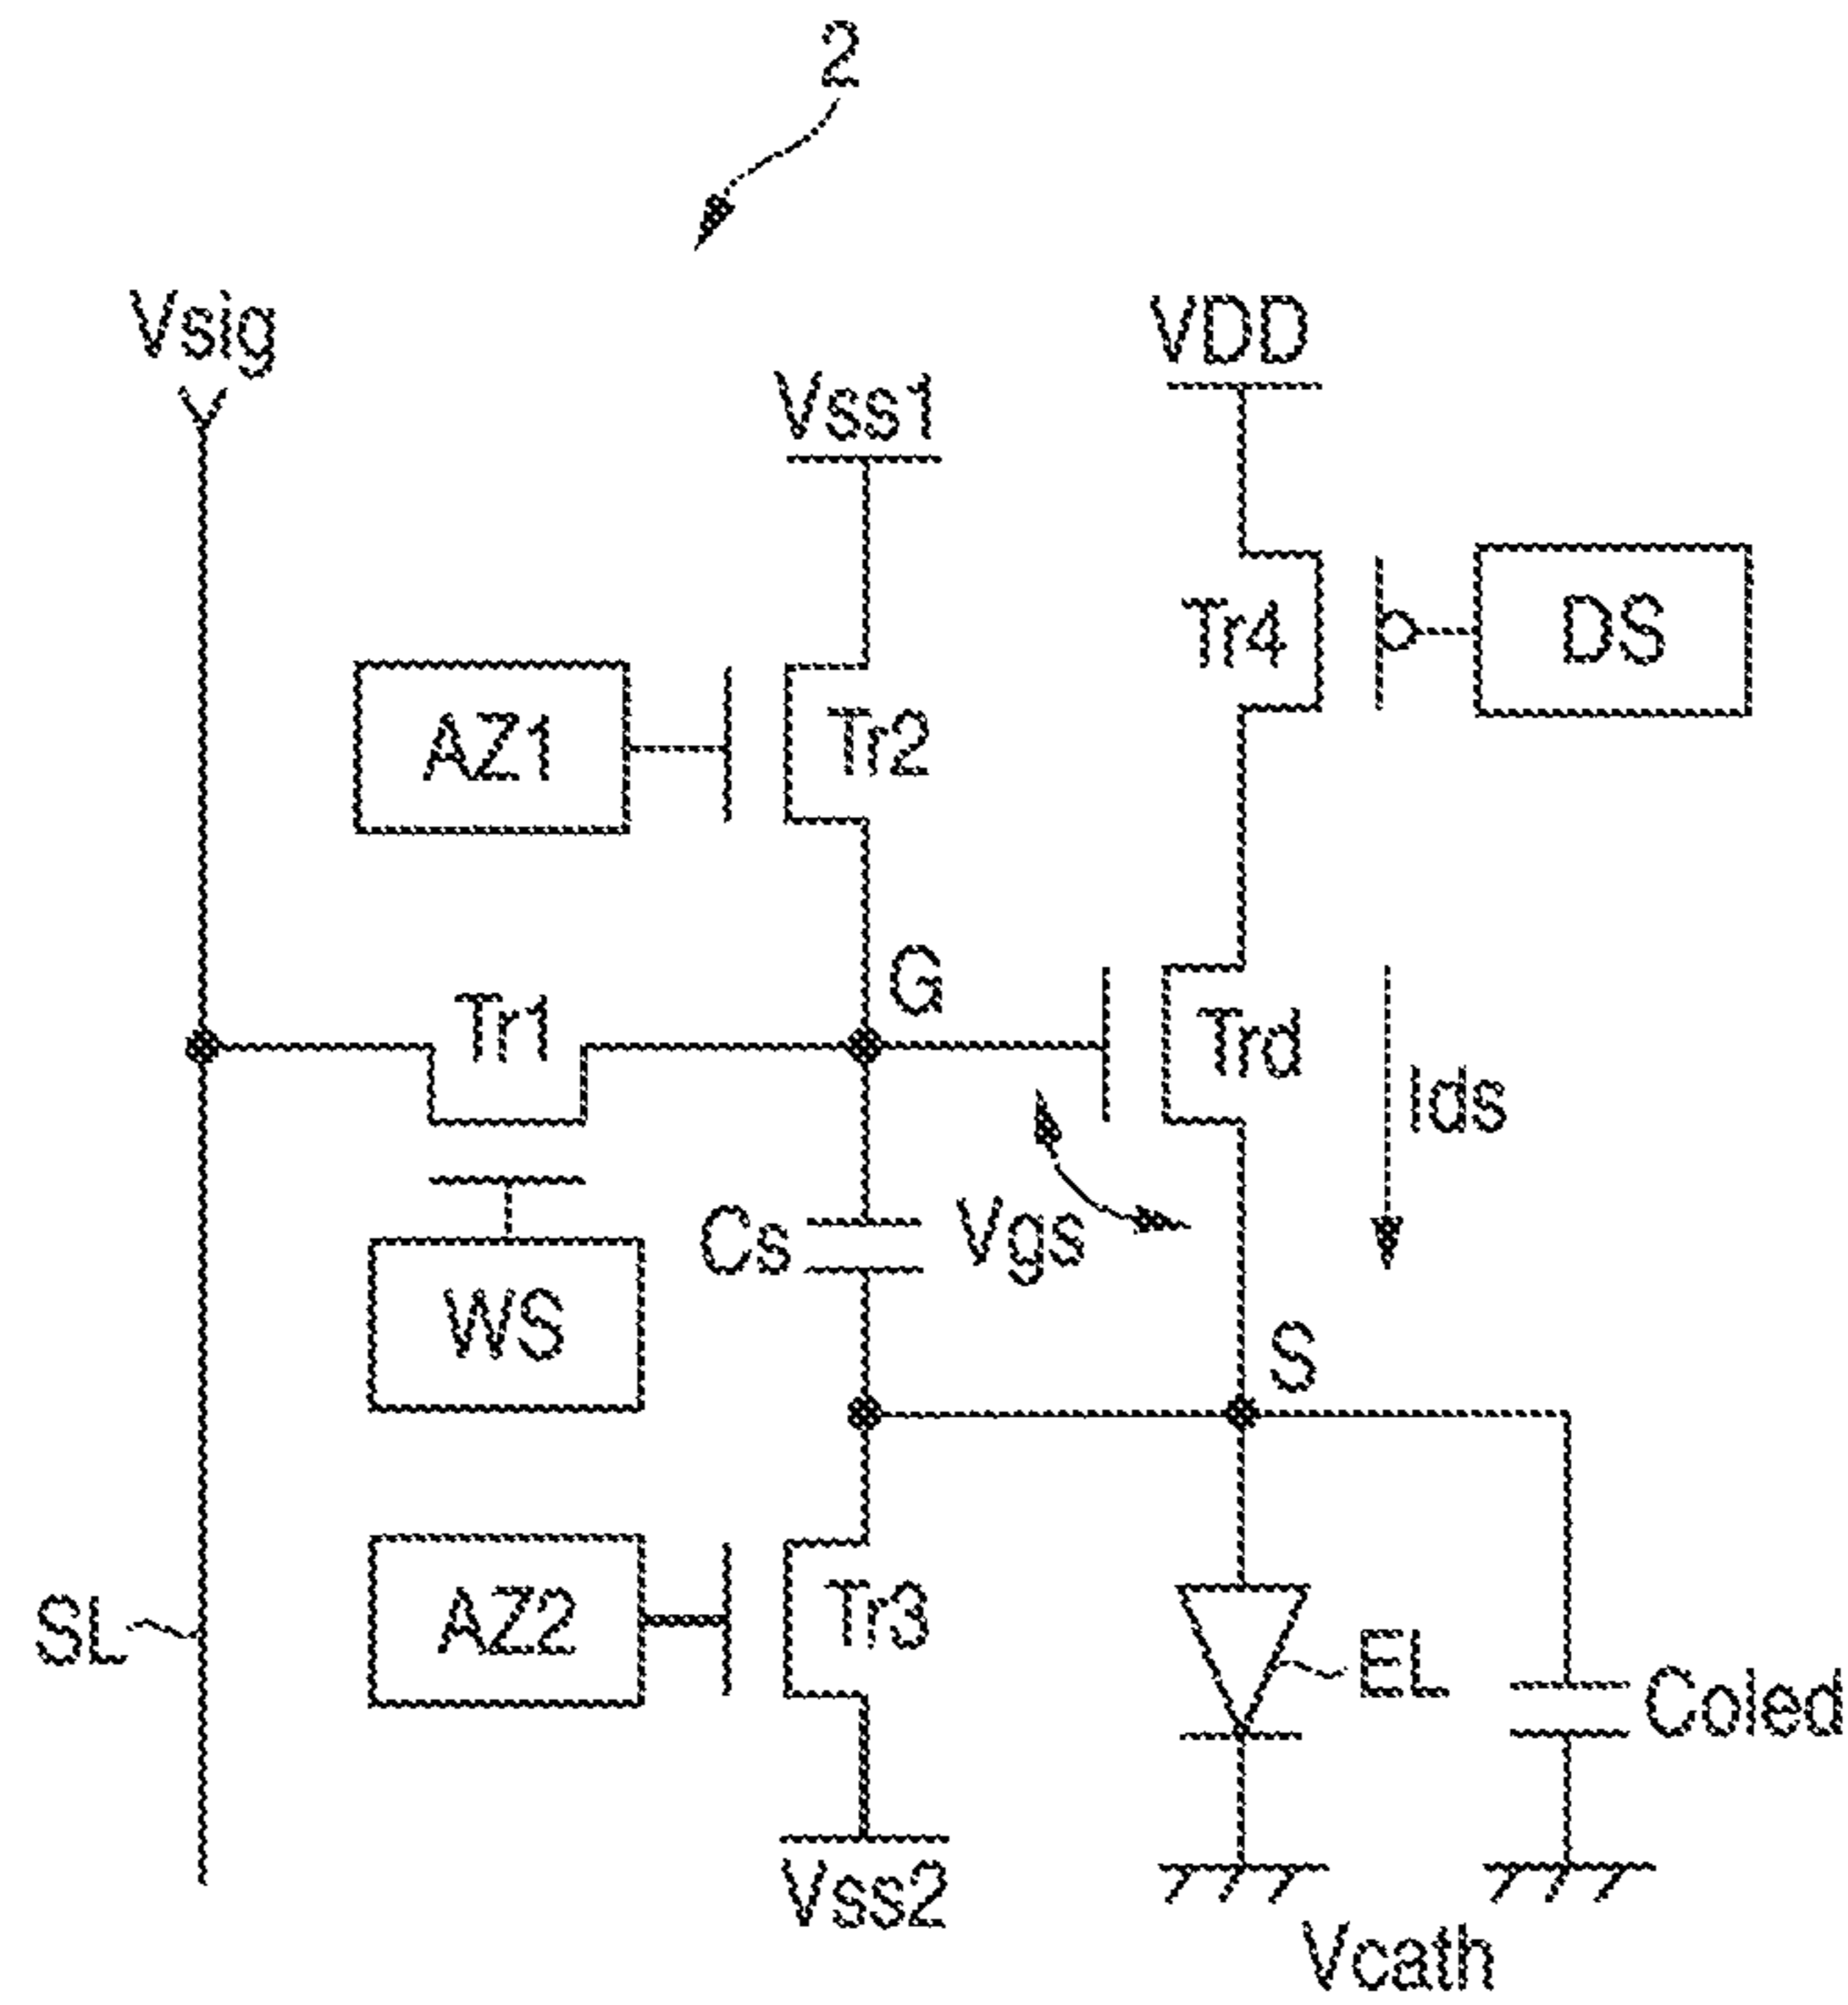 2
Vsig
VDD
Vss1
Tr4
DS
AZ1
Tr2
G
Tr1
Trd
Ids
Cs
Vgs
WS
S
SL
AZ2
Tr3
EL
Coled
Vss2
Vcath